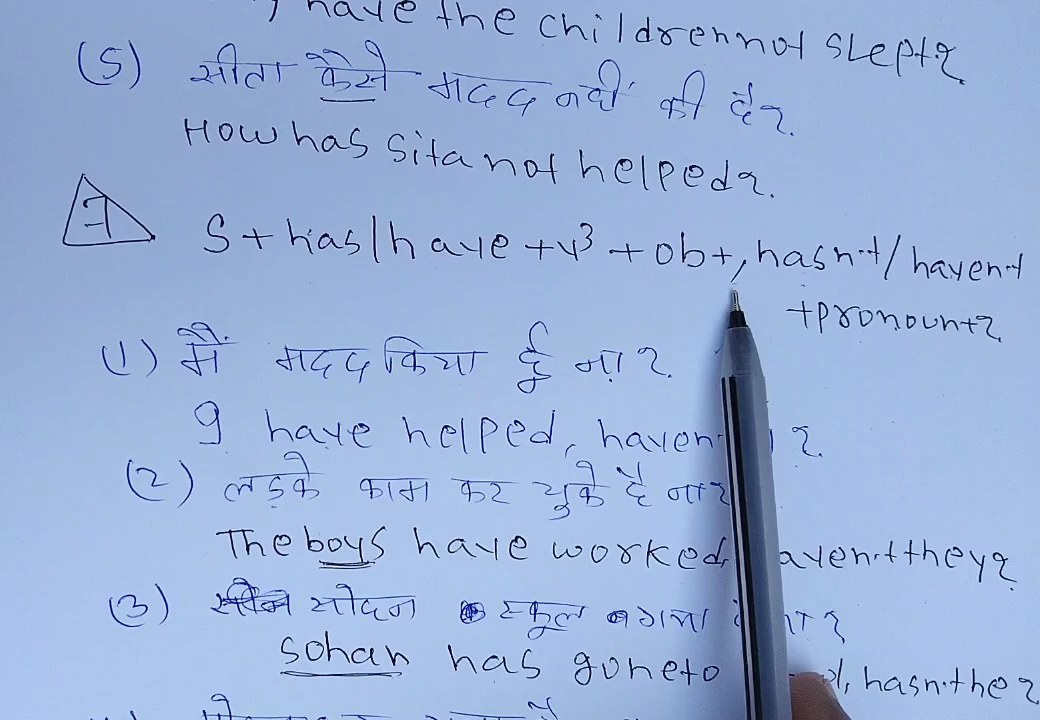 have the children not slept?
(5) सीता कैसे मदद नहीं की है?
How has sita not helped?
S + has/have + v³ + ob +, hasn't/haven't
+ pronoun + ?
(1) मैं मदद किया हूँ ना?
I have helped, haven ?
(2) लड़के काम कर चुके है ना?
The boys have worked, haven't they?
(3) सोहन स्कूल गया ना?
sohan has gone to , hasn't he?